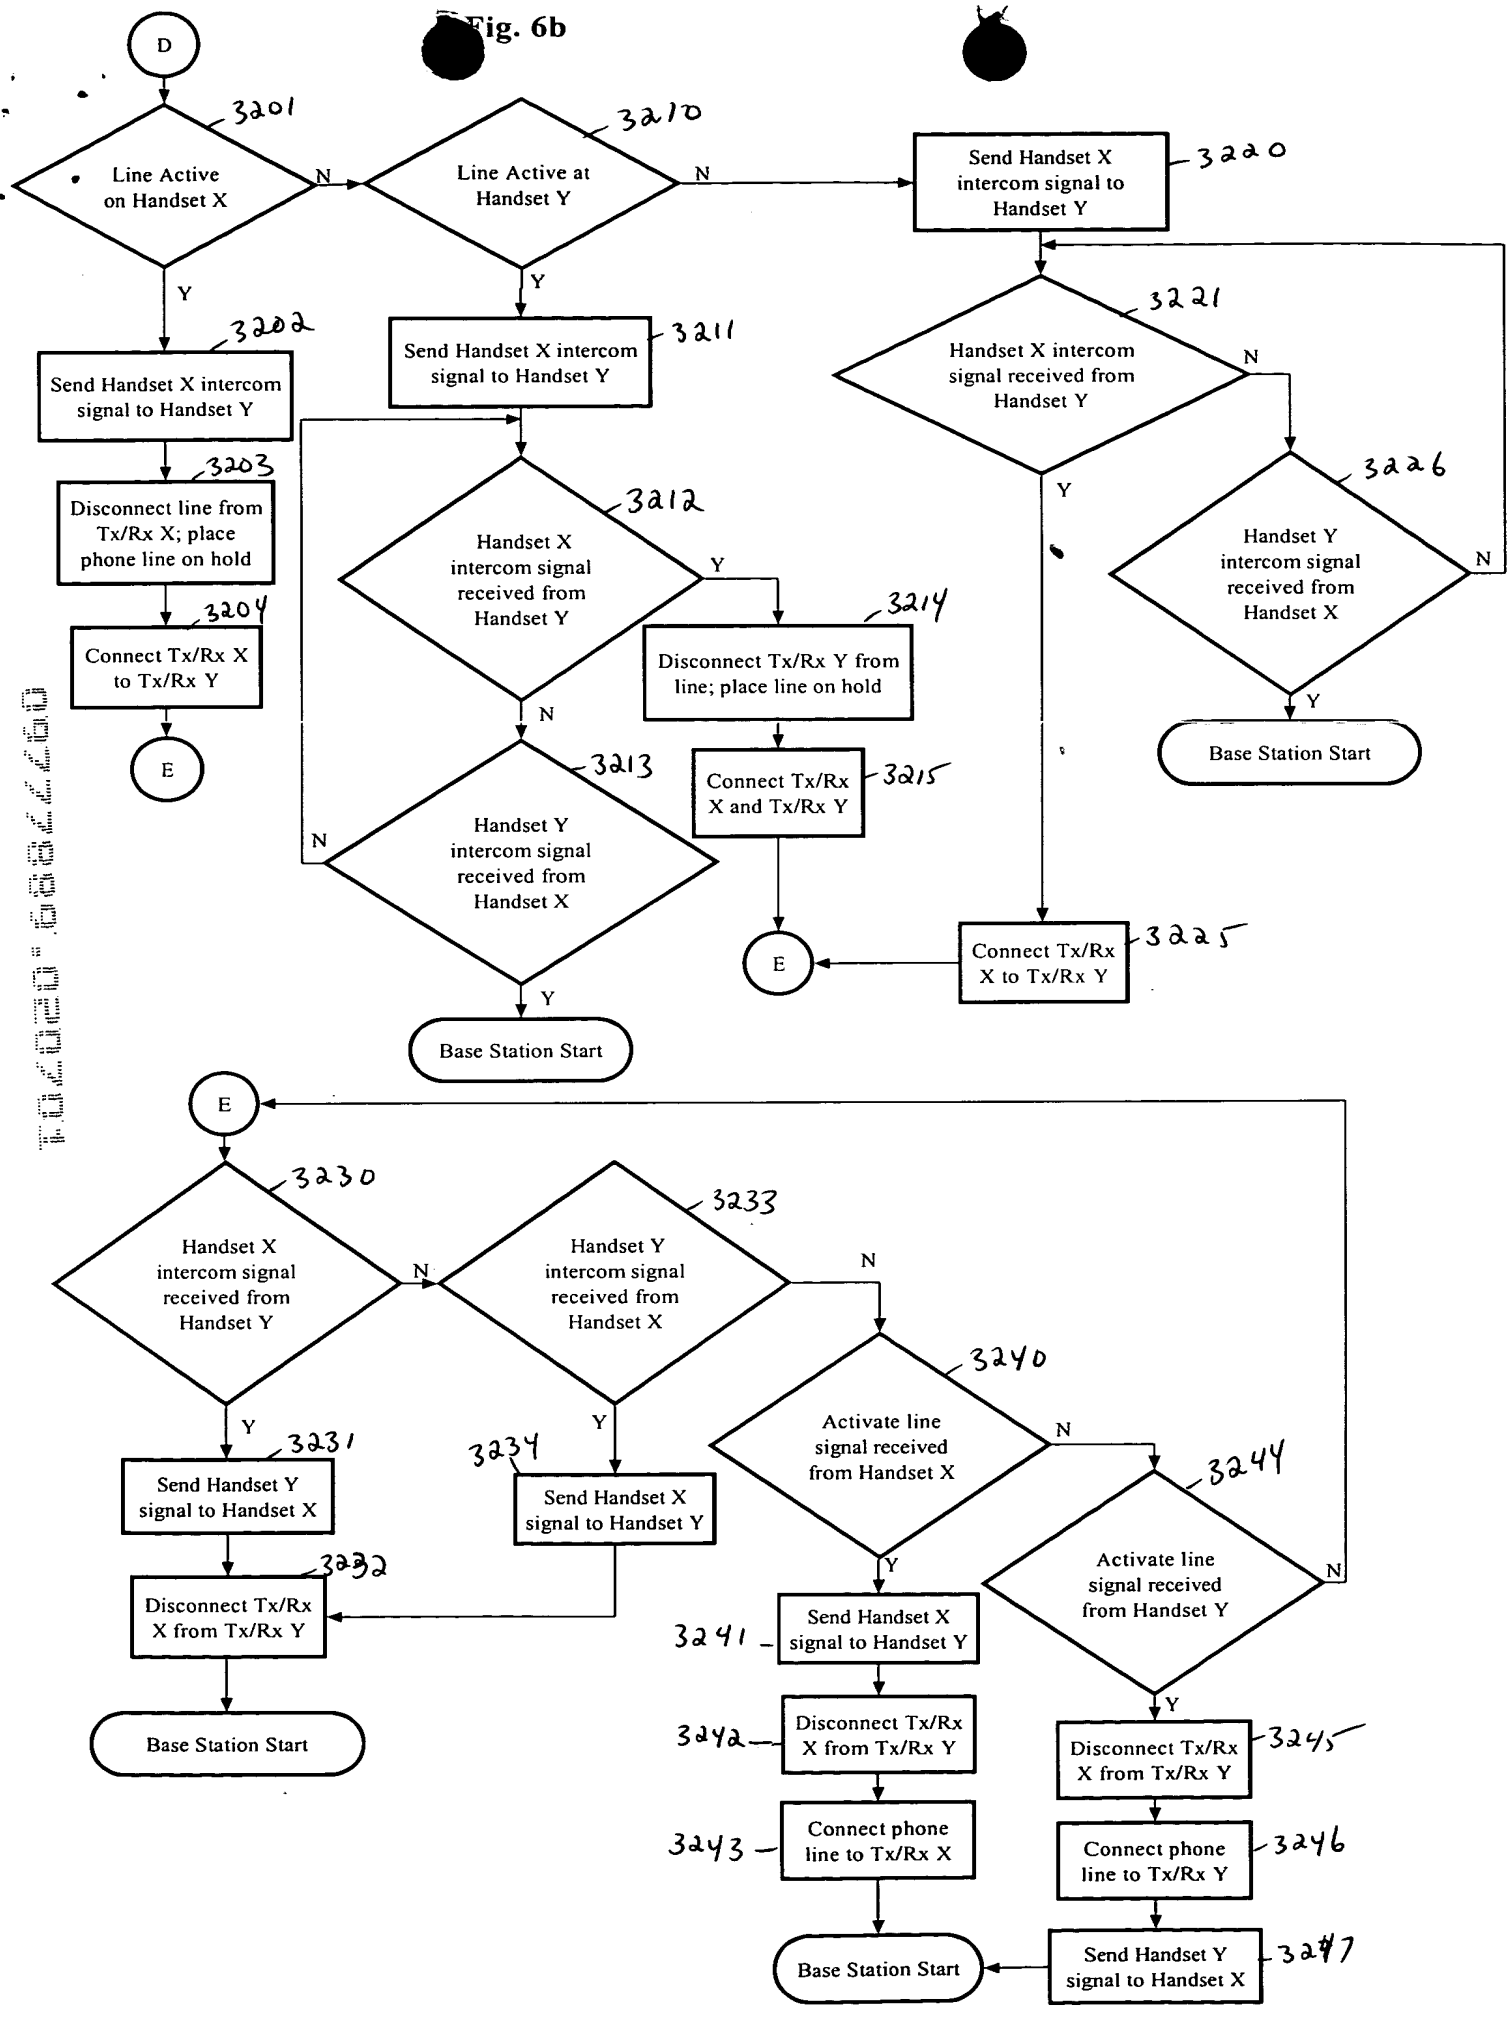 Fig. 6b
D
3201
Line Active
on Handset X
N
Y
3210
Line Active at
Handset Y
N
Y
Send Handset X
intercom signal to
Handset Y
3220
3202
Send Handset X intercom
signal to Handset Y
3203
Disconnect line from
Tx/Rx X; place
phone line on hold
3204
Connect Tx/Rx X
to Tx/Rx Y
E
3211
Send Handset X intercom
signal to Handset Y
3212
Handset X
intercom signal
received from
Handset Y
Y
N
3213
Handset Y
intercom signal
received from
Handset X
N
Y
Base Station Start
3214
Disconnect Tx/Rx Y from
line; place line on hold
3215
Connect Tx/Rx
X and Tx/Rx Y
E
3221
Handset X intercom
signal received from
Handset Y
N
Y
3226
Handset Y
intercom signal
received from
Handset X
N
Y
Base Station Start
3225
Connect Tx/Rx
X to Tx/Rx Y
09777889.020701
E
3230
Handset X
intercom signal
received from
Handset Y
N
Y
3231
Send Handset Y
signal to Handset X
3232
Disconnect Tx/Rx
X from Tx/Rx Y
Base Station Start
3233
Handset Y
intercom signal
received from
Handset X
N
Y
3234
Send Handset X
signal to Handset Y
3240
Activate line
signal received
from Handset X
N
Y
3241
Send Handset X
signal to Handset Y
3242
Disconnect Tx/Rx
X from Tx/Rx Y
3243
Connect phone
line to Tx/Rx X
Base Station Start
3244
Activate line
signal received
from Handset Y
N
Y
3245
Disconnect Tx/Rx
X from Tx/Rx Y
3246
Connect phone
line to Tx/Rx Y
3247
Send Handset Y
signal to Handset X